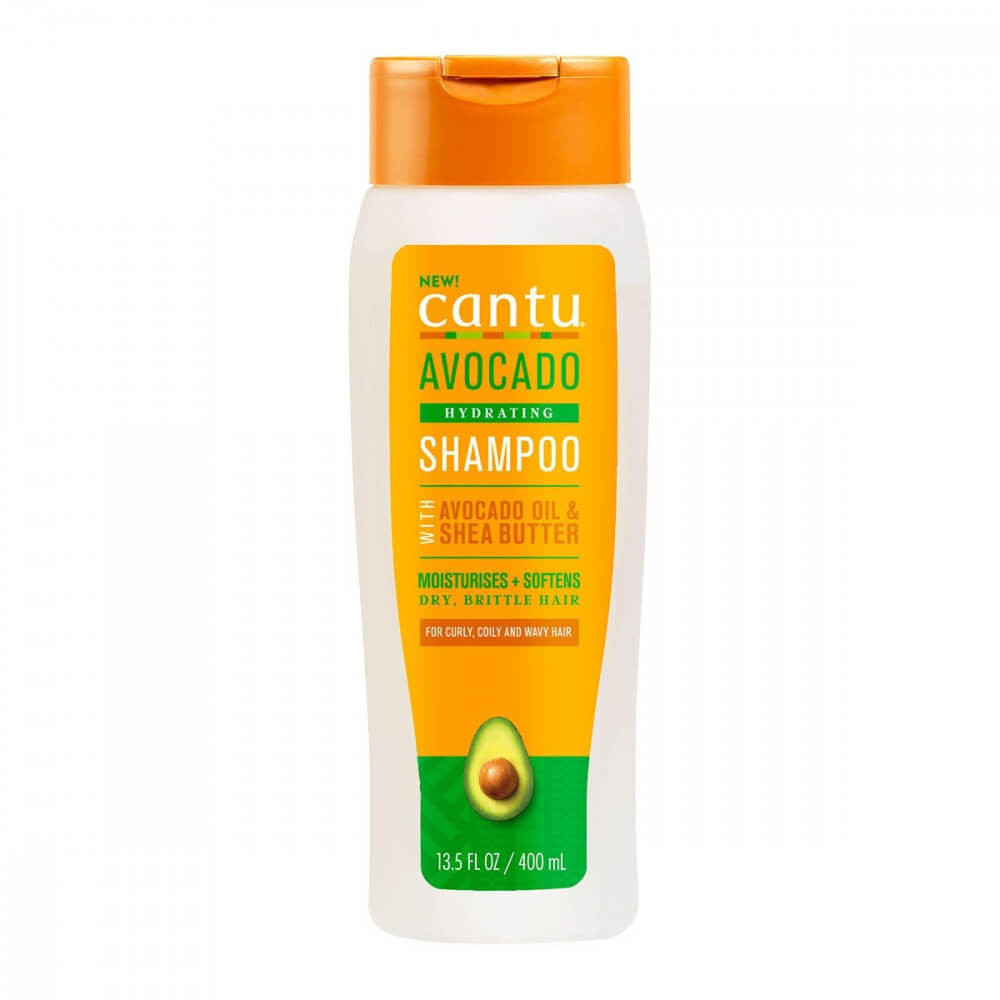 NEW!
cantu®
AVOCADO
HYDRATING
SHAMPOO
WITH
AVOCADO OIL &
SHEA BUTTER
MOISTURISES + SOFTENS
DRY, BRITTLE HAIR
FOR CURLY, COILY AND WAVY HAIR
13.5 FL OZ / 400 mL